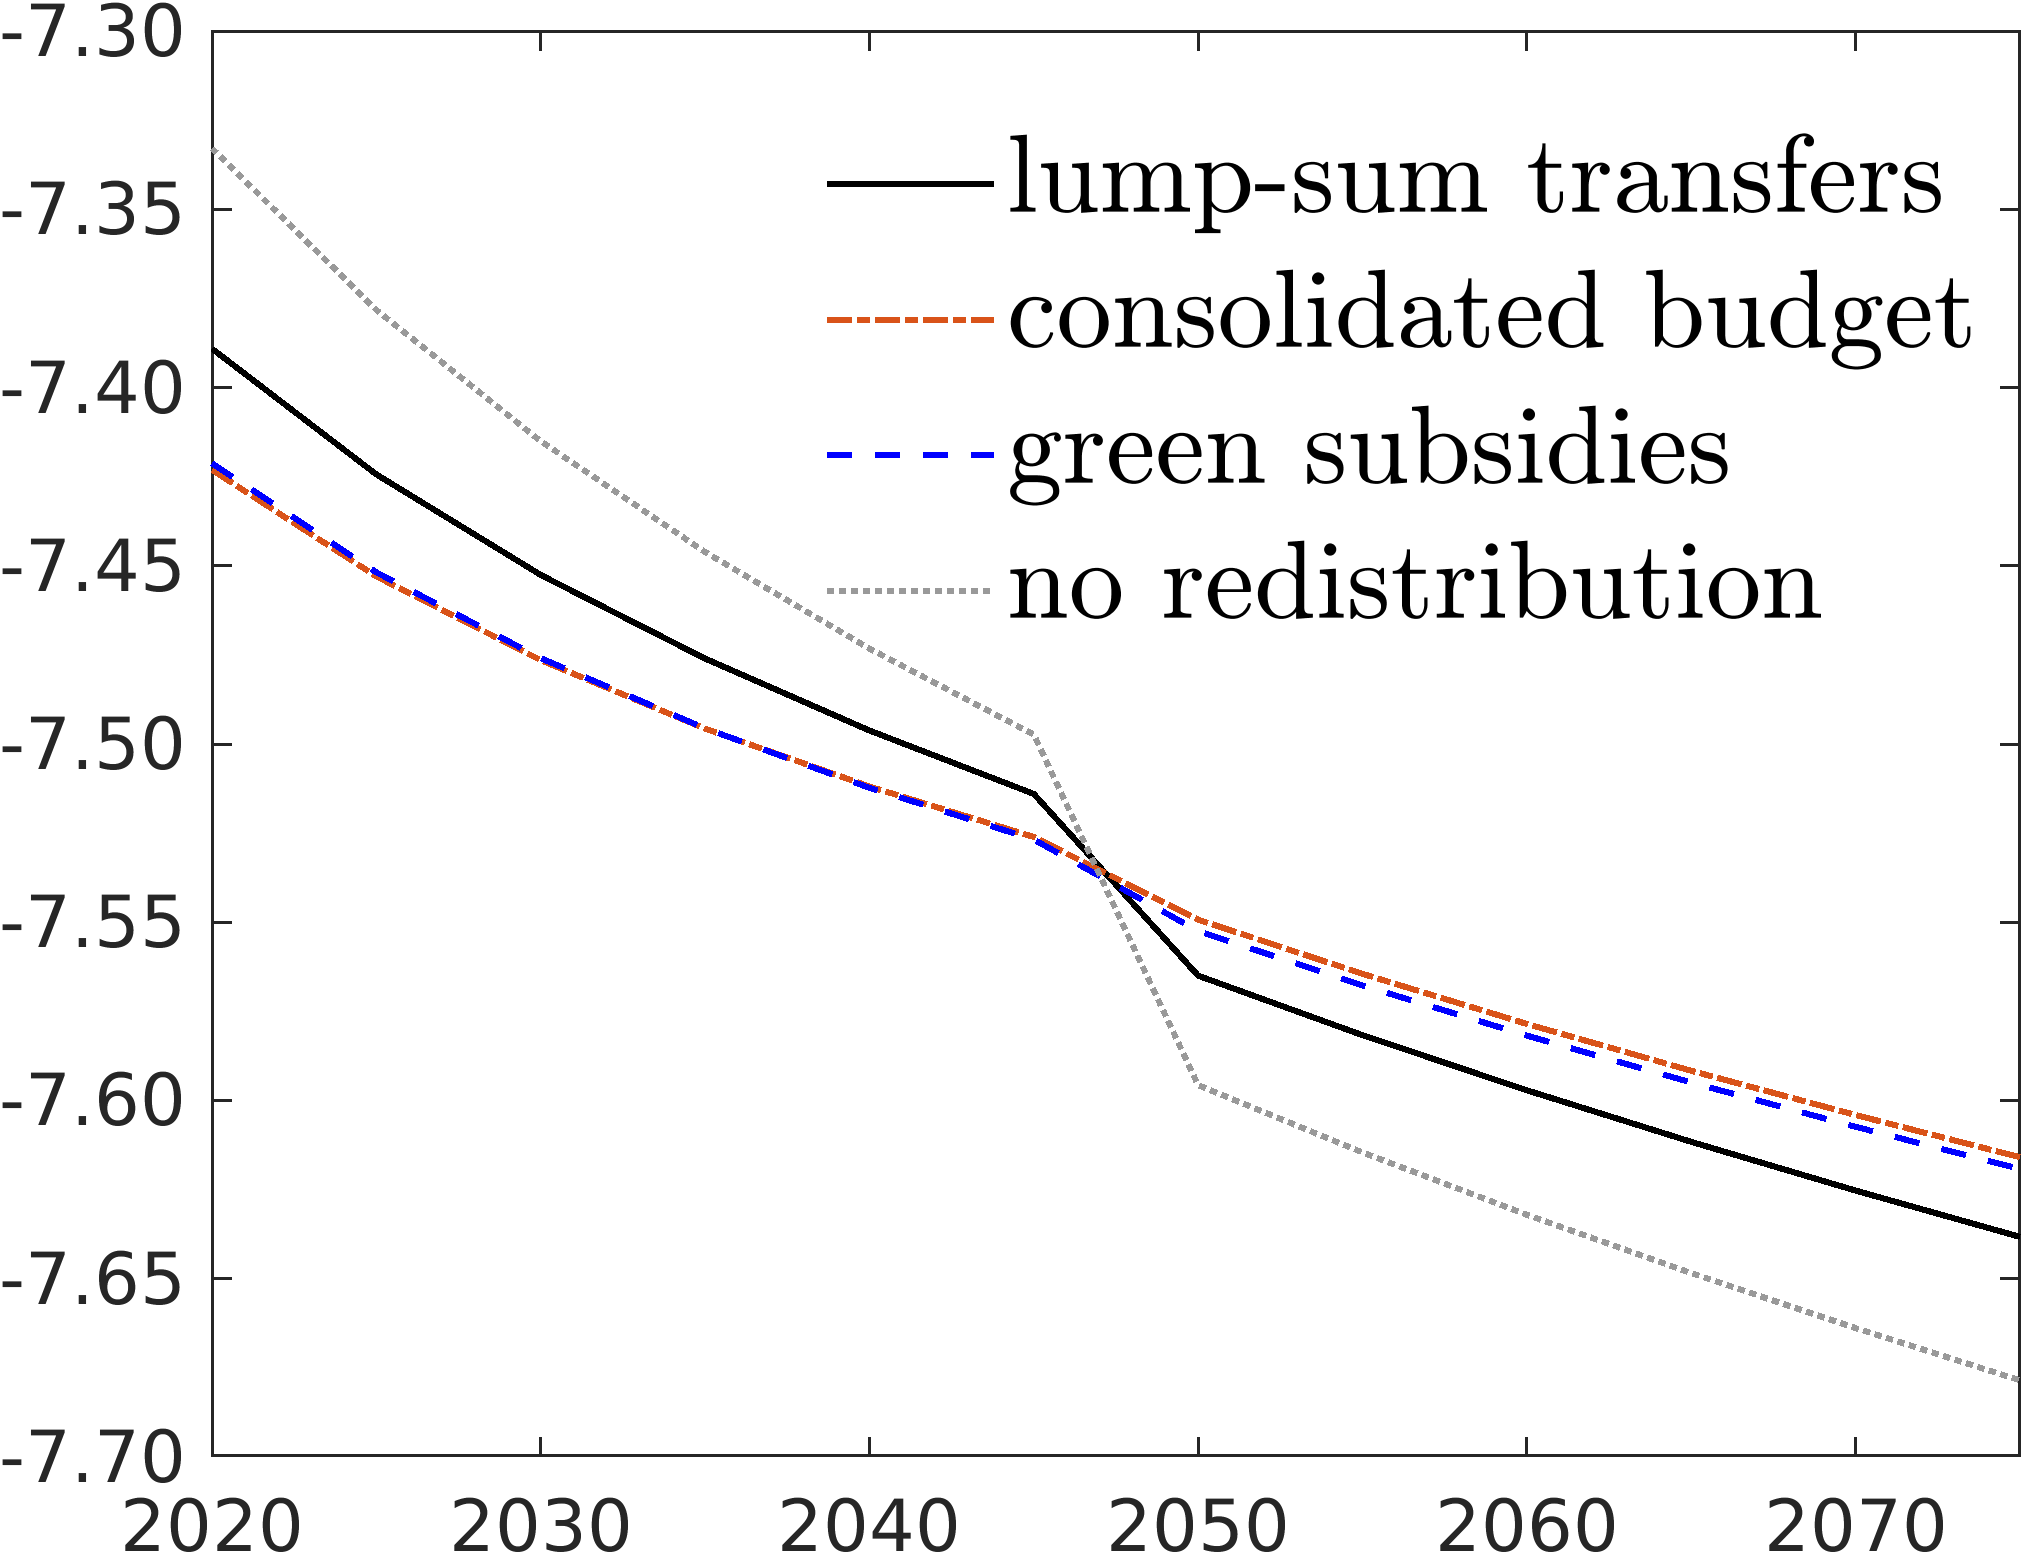 -7.30
-7.35
-7.40
-7.45
-7.50
-7.55
-7.60
-7.65
-7.70
lump-sum transfers
consolidated budget
green subsidies
no redistribution
2020 2030 2040 2050 2060 2070